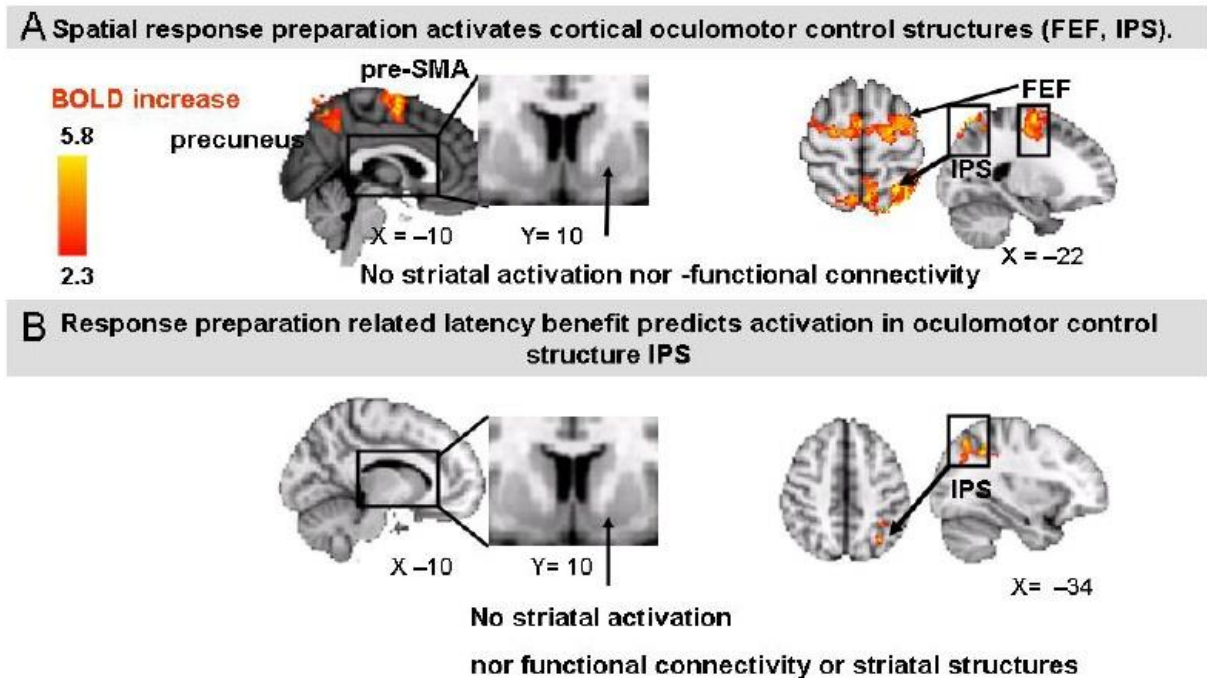 A Spatial response preparation activates cortical oculomotor control structures (FEF, IPS).
pre-SMA
BOLD increase
5.8
precuneus
2.3
X = –10
Y= 10
FEF
IPS
X = –22
No striatal activation nor -functional connectivity
B Response preparation related latency benefit predicts activation in oculomotor control
structure IPS
IPS
X –10
Y= 10
X= –34
No striatal activation
nor functional connectivity or striatal structures